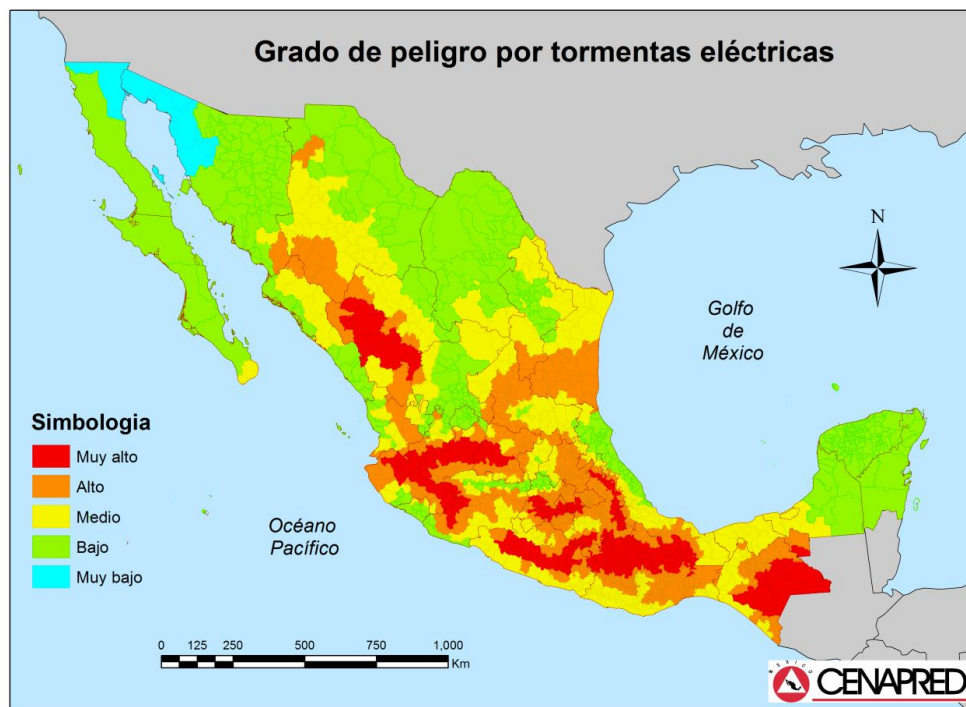 Grado de peligro por tormentas eléctricas
N
Golfo
de
México
Simbologia
Muy alto
Alto
Medio
Bajo
Muy bajo
Océano
Pacífico
0 125 250 500 750 1,000
Km
MEXICO
CENAPRED